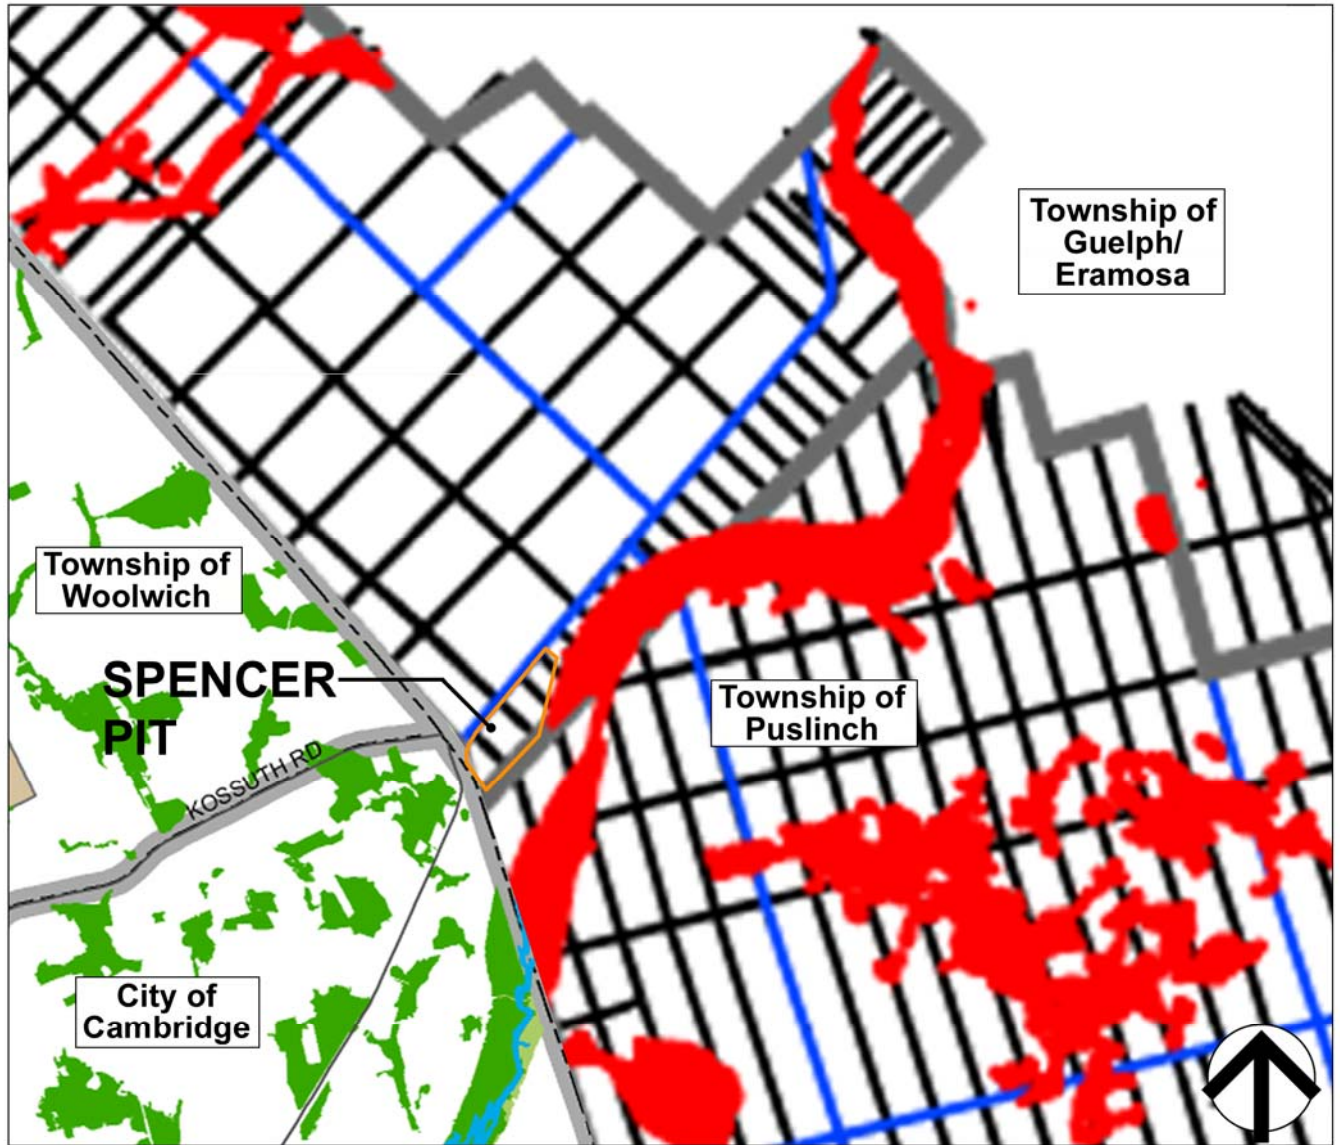 Township of
Guelph/
Eramosa
Township of
Woolwich
SPENCER
PIT
Township of
Puslinch
KOSSUTH RD
City of
Cambridge